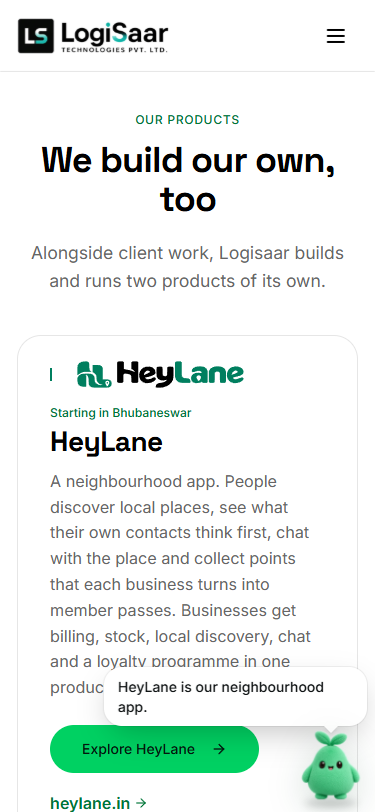 LS LogiSaar
TECHNOLOGIES PVT. LTD.
OUR PRODUCTS
We build our own,
too
Alongside client work, Logisaar builds
and runs two products of its own.
HeyLane
Starting in Bhubaneswar
HeyLane
A neighbourhood app. People
discover local places, see what
their own contacts think first, chat
with the place and collect points
that each business turns into
member passes. Businesses get
billing, stock, local discovery, chat
and a loyalty programme in one
HeyLane is our neighbourhood
app.
Explore HeyLane →
heylane.in →